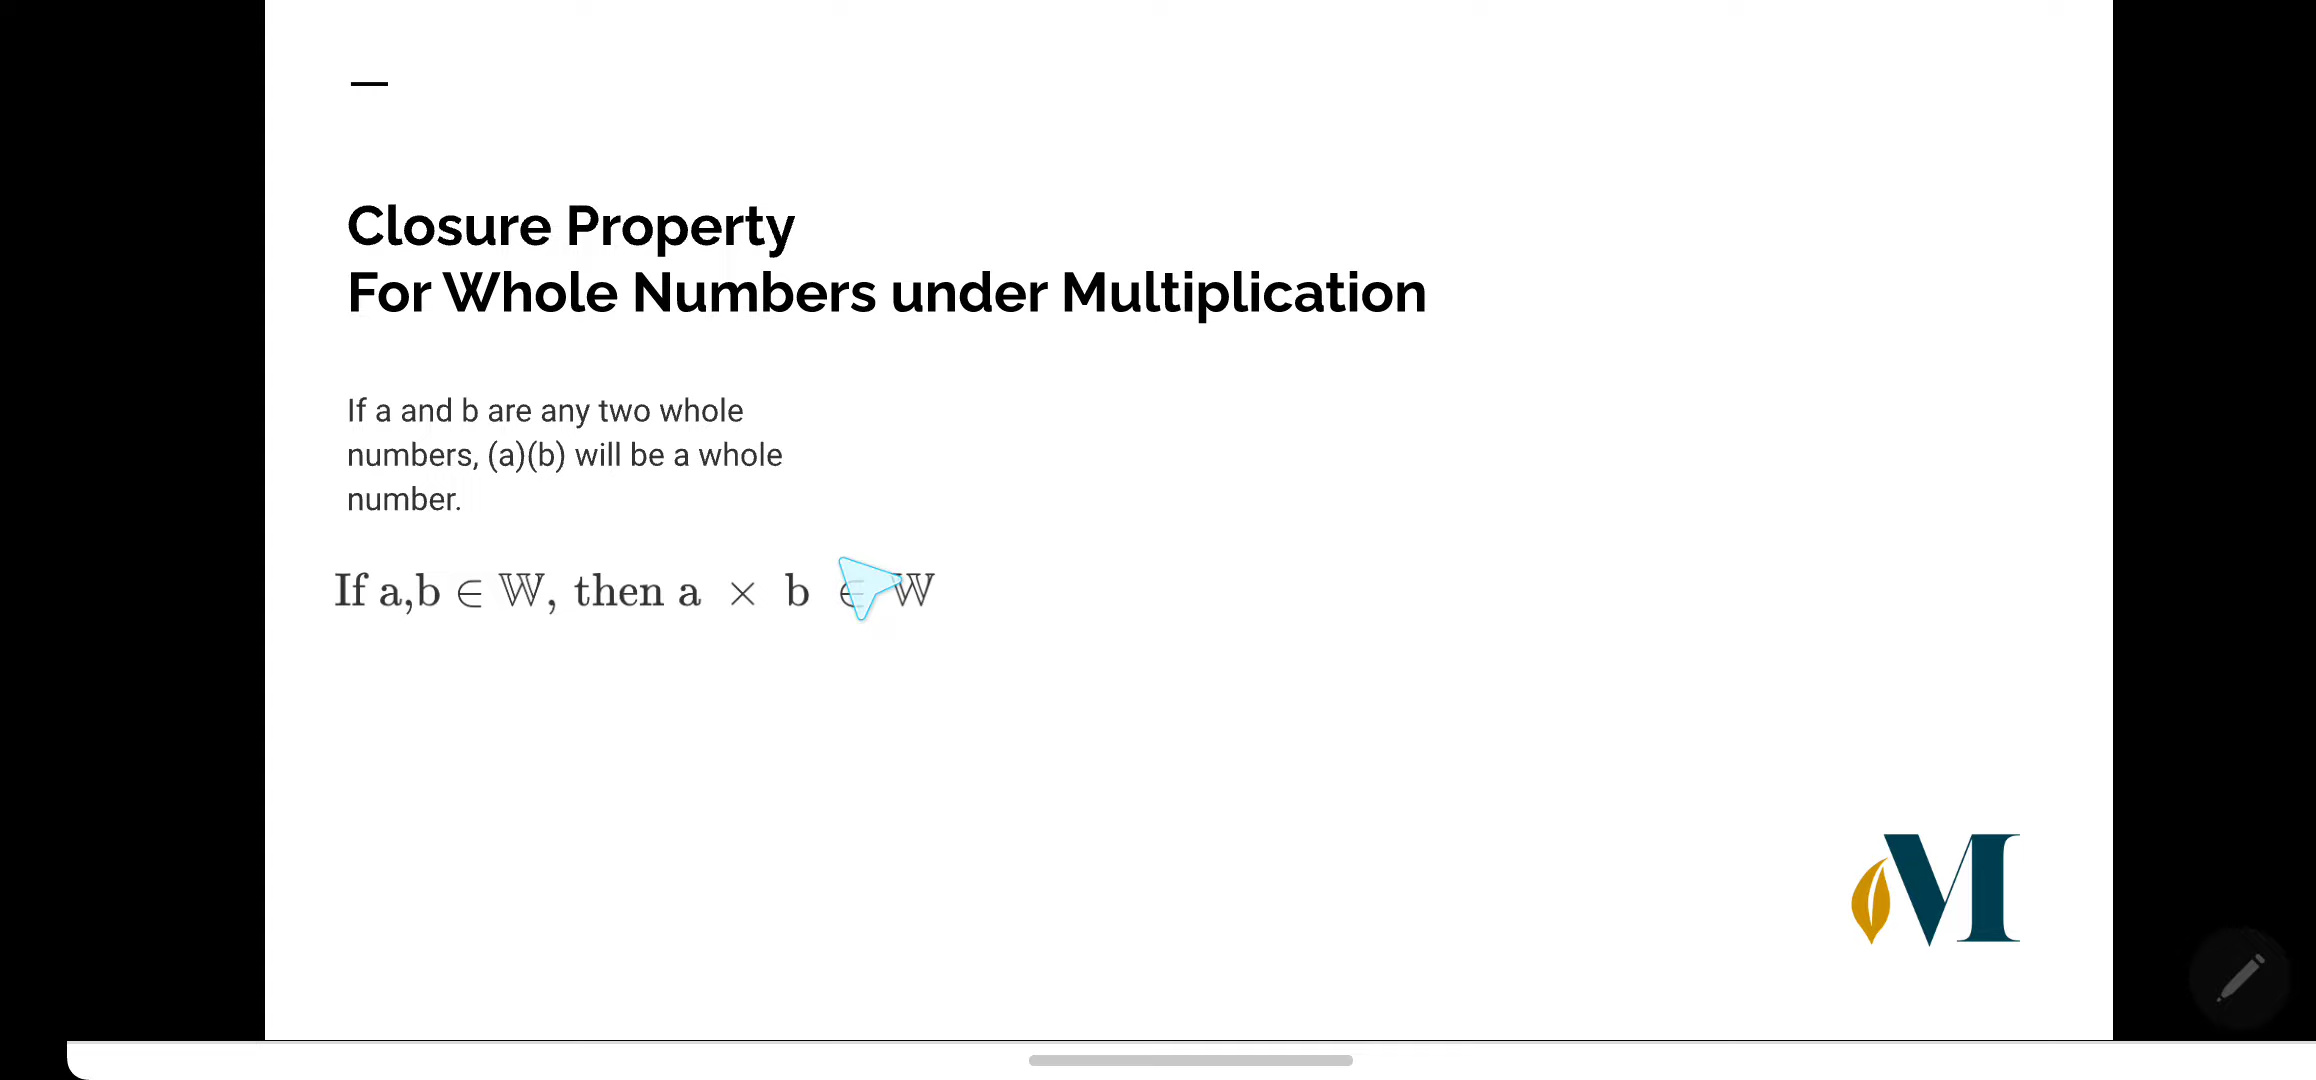 Closure Property
For Whole Numbers under Multiplication
If a and b are any two whole
numbers, (a)(b) will be a whole
number.
If a,b ∈ 𝕎, then a × b ∈ 𝕎
M